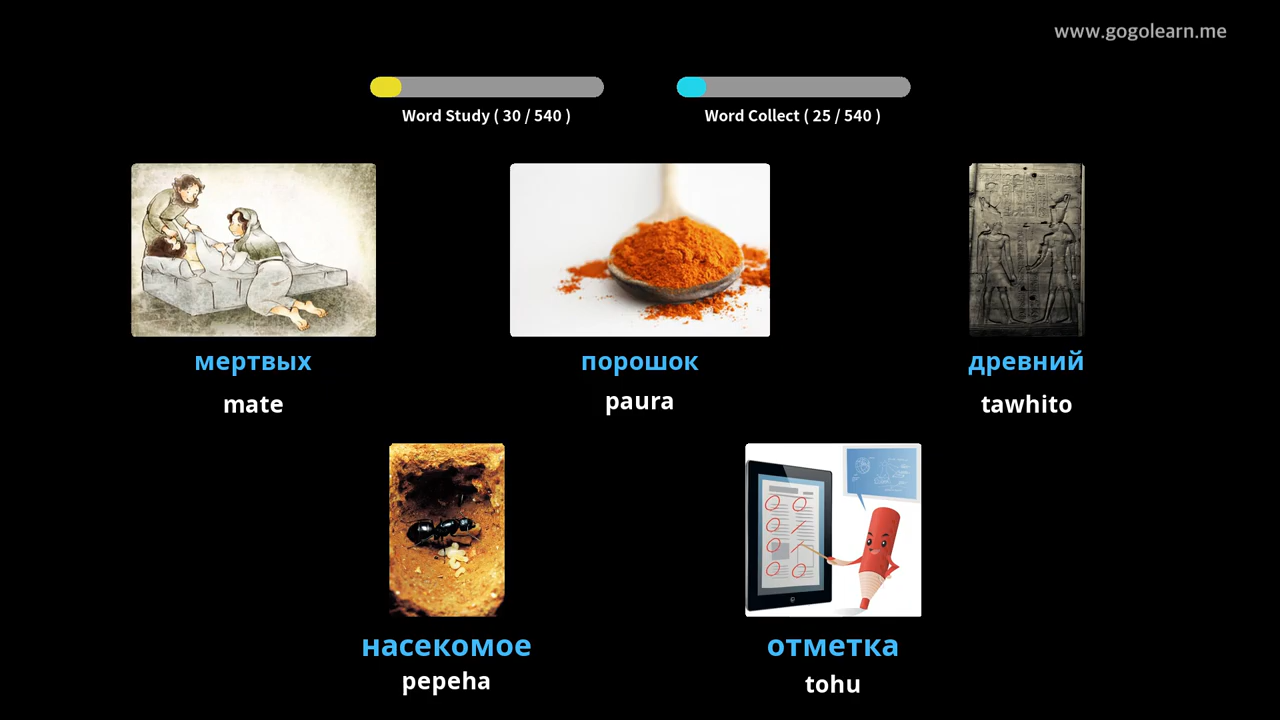 www.gogolearn.me
Word Study ( 30 / 540 )
Word Collect ( 25 / 540 )
мертвых
порошок
древний
mate
paura
tawhito
насекомое
отметка
pepeha
tohu